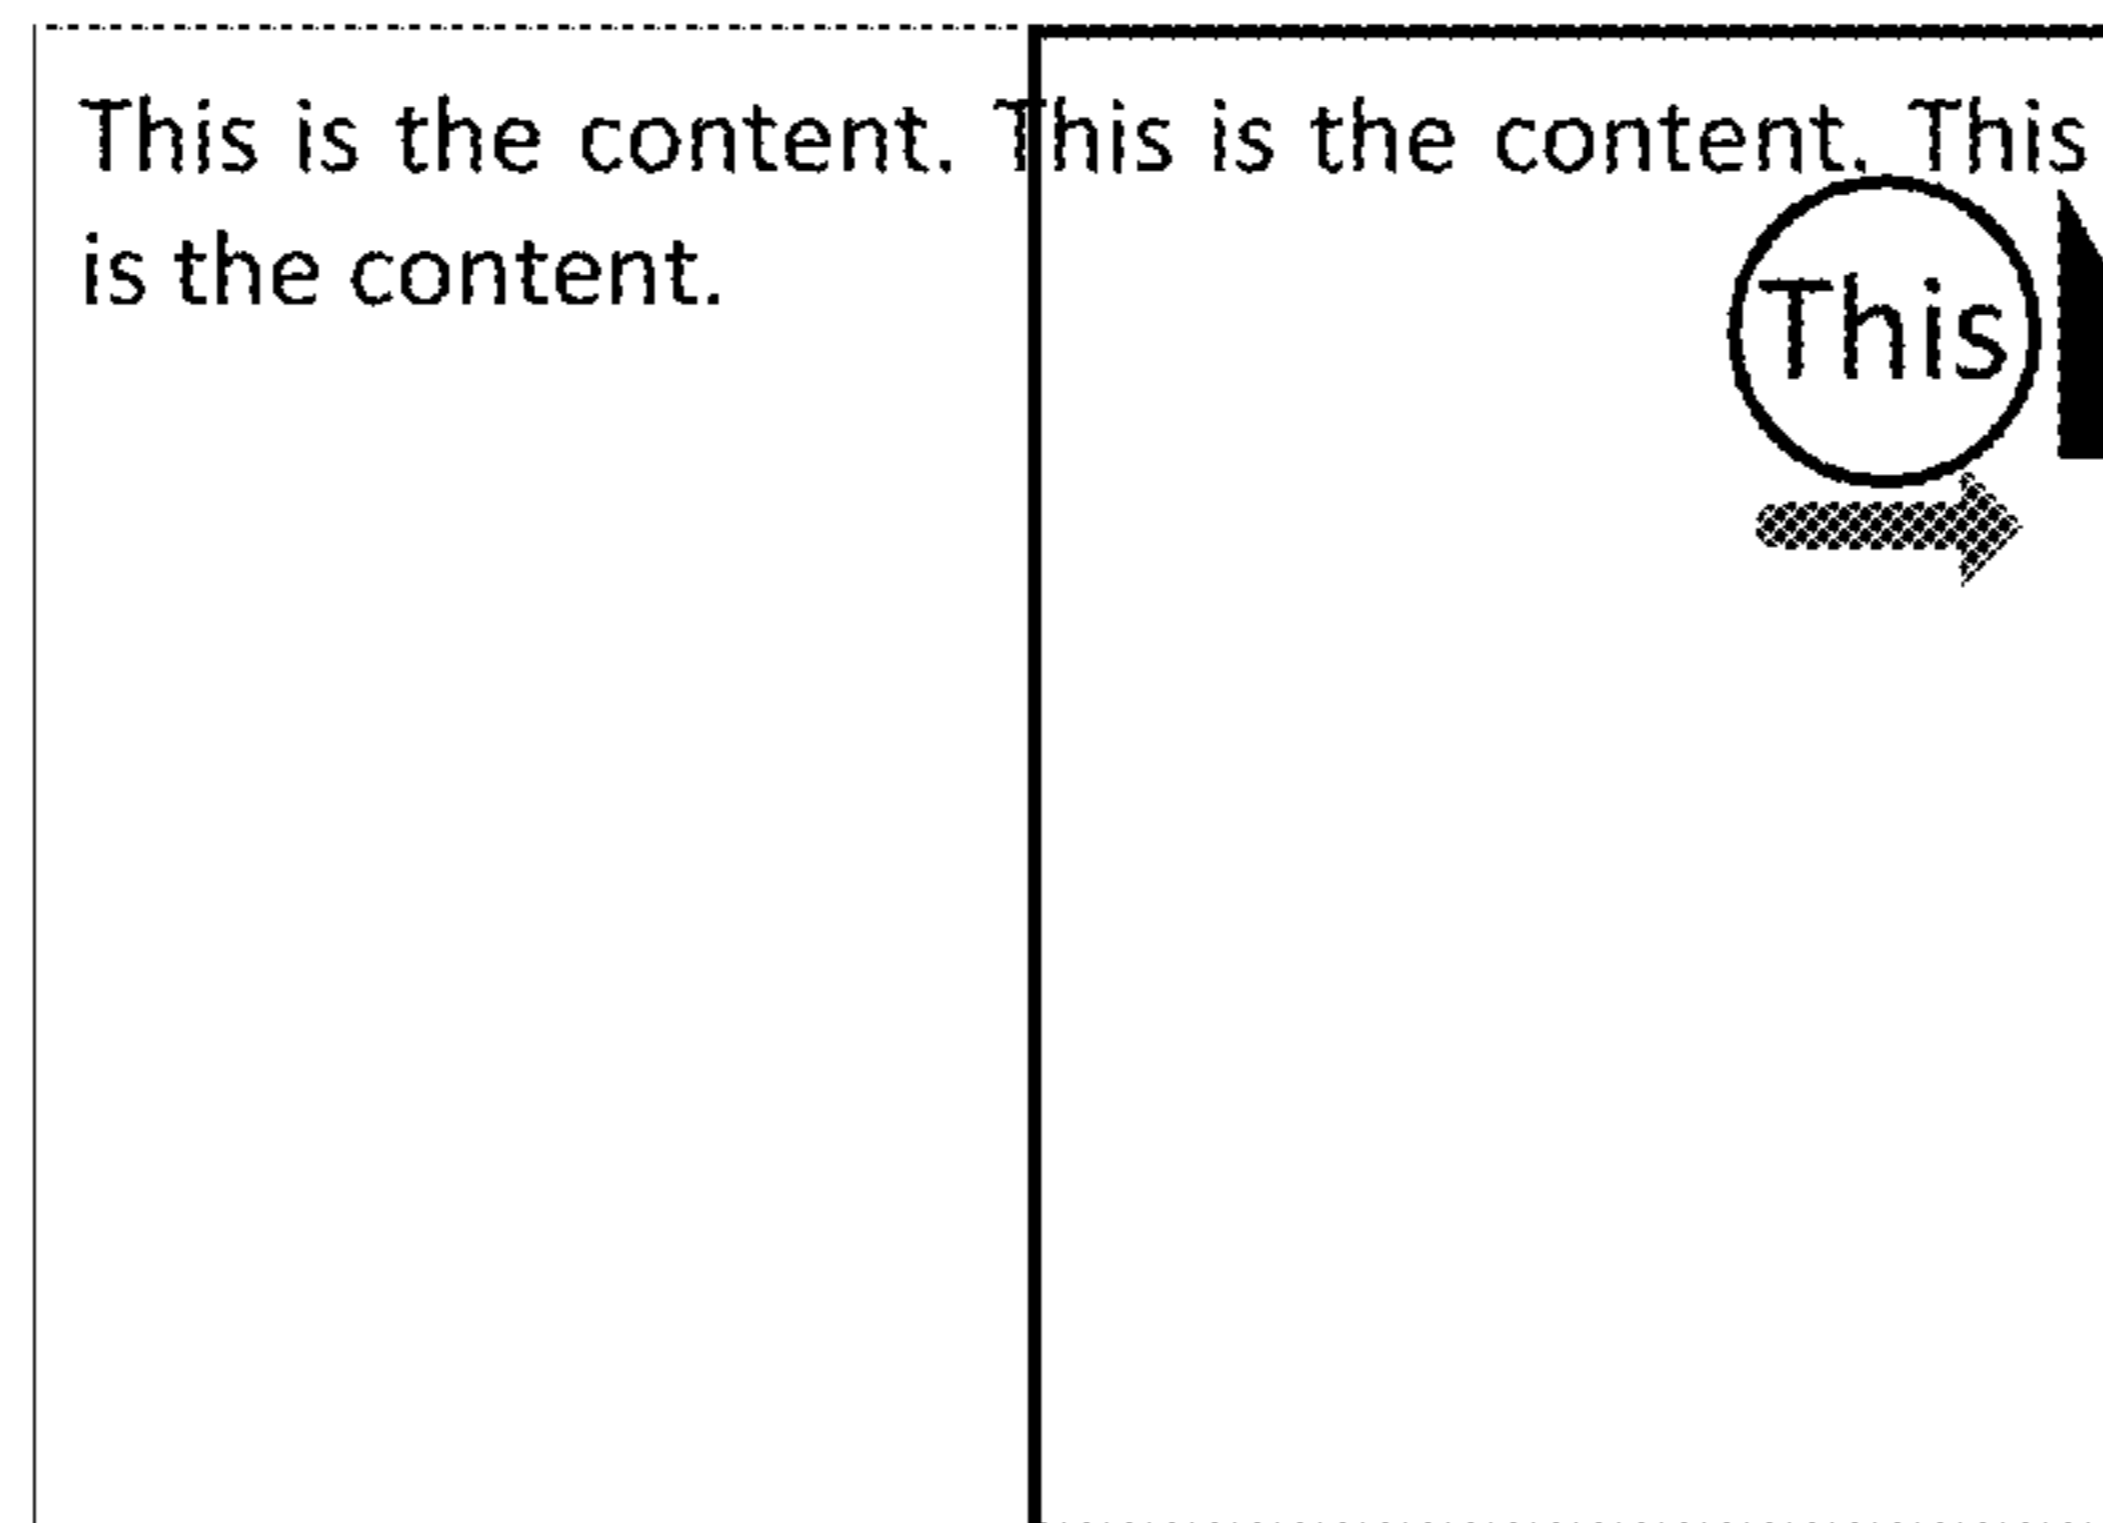 This is the content. This is the content. This
is the content.
This